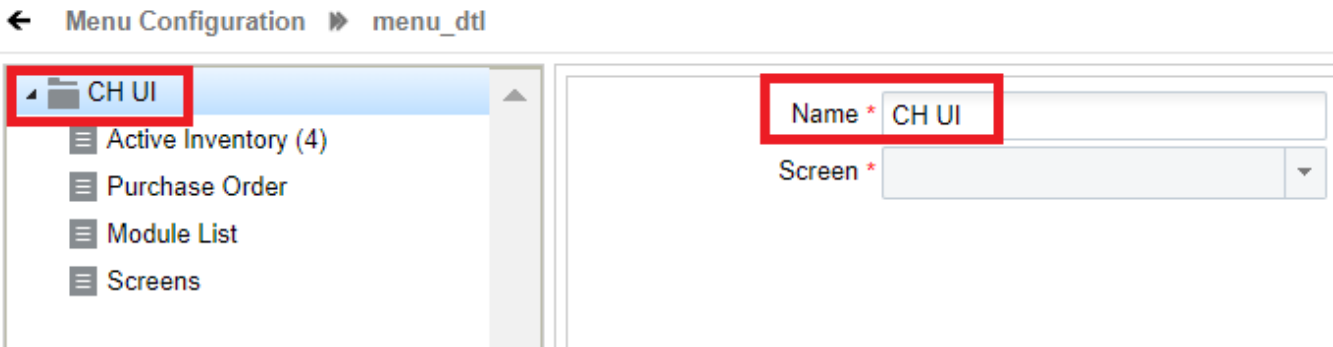 Menu Configuration menu_dtl
CH UI
Active Inventory (4)
Purchase Order
Module List
Screens
Name * CH UI
Screen *